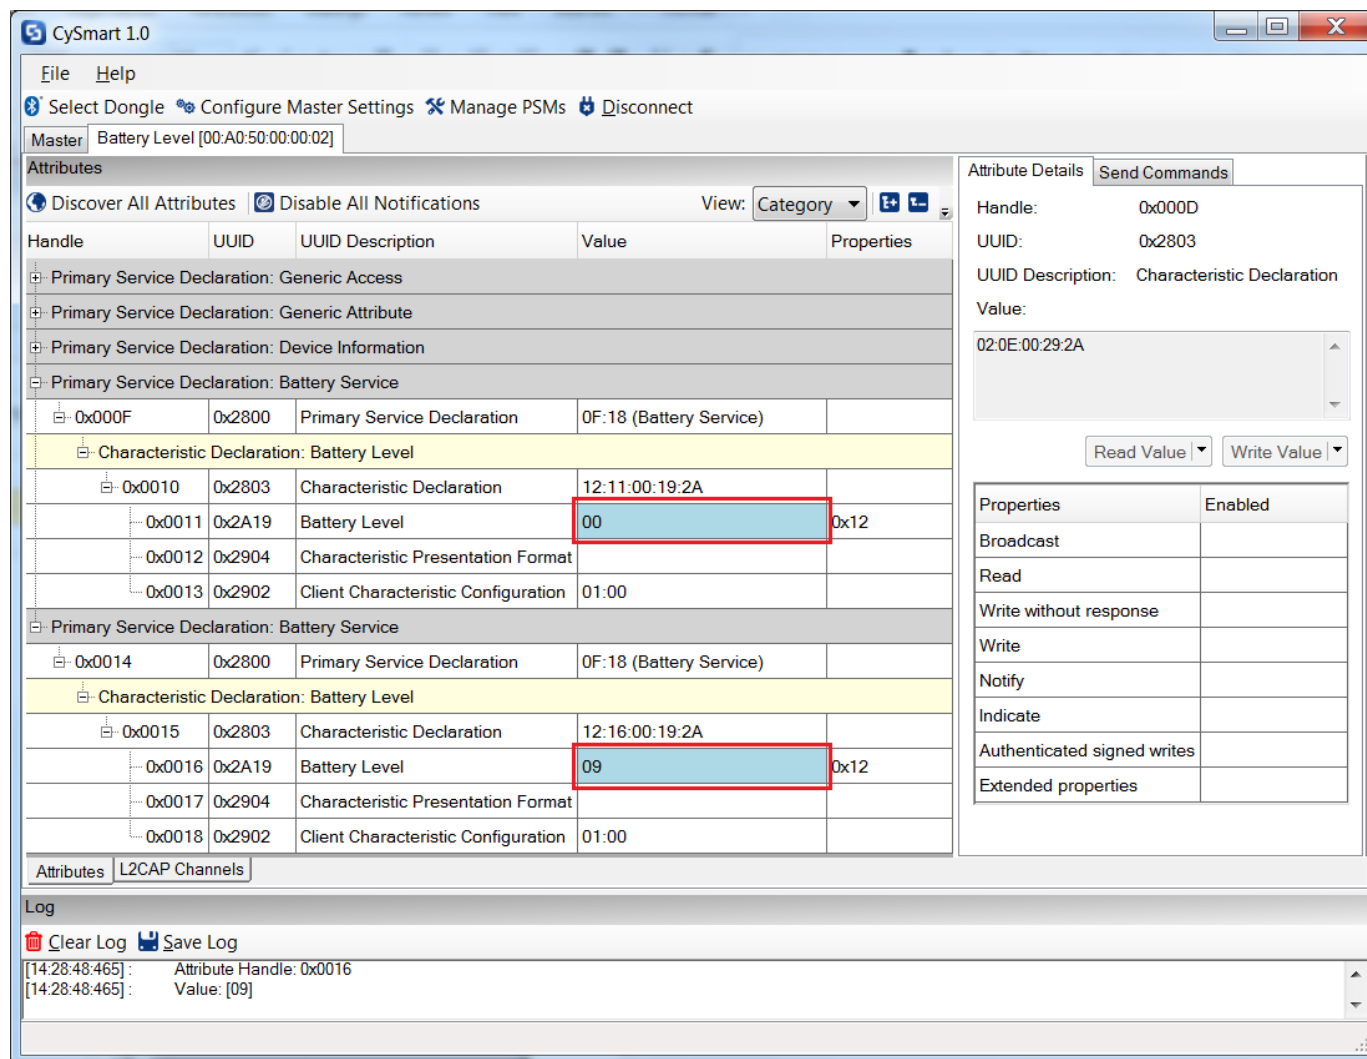 CySmart 1.0
File Help
Select Dongle Configure Master Settings Manage PSMs Disconnect
Master Battery Level [00:A0:50:00:00:02]
Attributes
Discover All Attributes Disable All Notifications View: Category
Handle UUID UUID Description Value Properties
Primary Service Declaration: Generic Access
Primary Service Declaration: Generic Attribute
Primary Service Declaration: Device Information
Primary Service Declaration: Battery Service
0x000F 0x2800 Primary Service Declaration 0F:18 (Battery Service)
Characteristic Declaration: Battery Level
0x0010 0x2803 Characteristic Declaration 12:11:00:19:2A
0x0011 0x2A19 Battery Level 00 0x12
0x0012 0x2904 Characteristic Presentation Format
0x0013 0x2902 Client Characteristic Configuration 01:00
Primary Service Declaration: Battery Service
0x0014 0x2800 Primary Service Declaration 0F:18 (Battery Service)
Characteristic Declaration: Battery Level
0x0015 0x2803 Characteristic Declaration 12:16:00:19:2A
0x0016 0x2A19 Battery Level 09 0x12
0x0017 0x2904 Characteristic Presentation Format
0x0018 0x2902 Client Characteristic Configuration 01:00
Attributes L2CAP Channels
Attribute Details Send Commands
Handle: 0x000D
UUID: 0x2803
UUID Description: Characteristic Declaration
Value:
02:0E:00:29:2A
Read Value Write Value
Properties Enabled
Broadcast
Read
Write without response
Write
Notify
Indicate
Authenticated signed writes
Extended properties
Log
Clear Log Save Log
[14:28:48:465] : Attribute Handle: 0x0016
[14:28:48:465] : Value: [09]